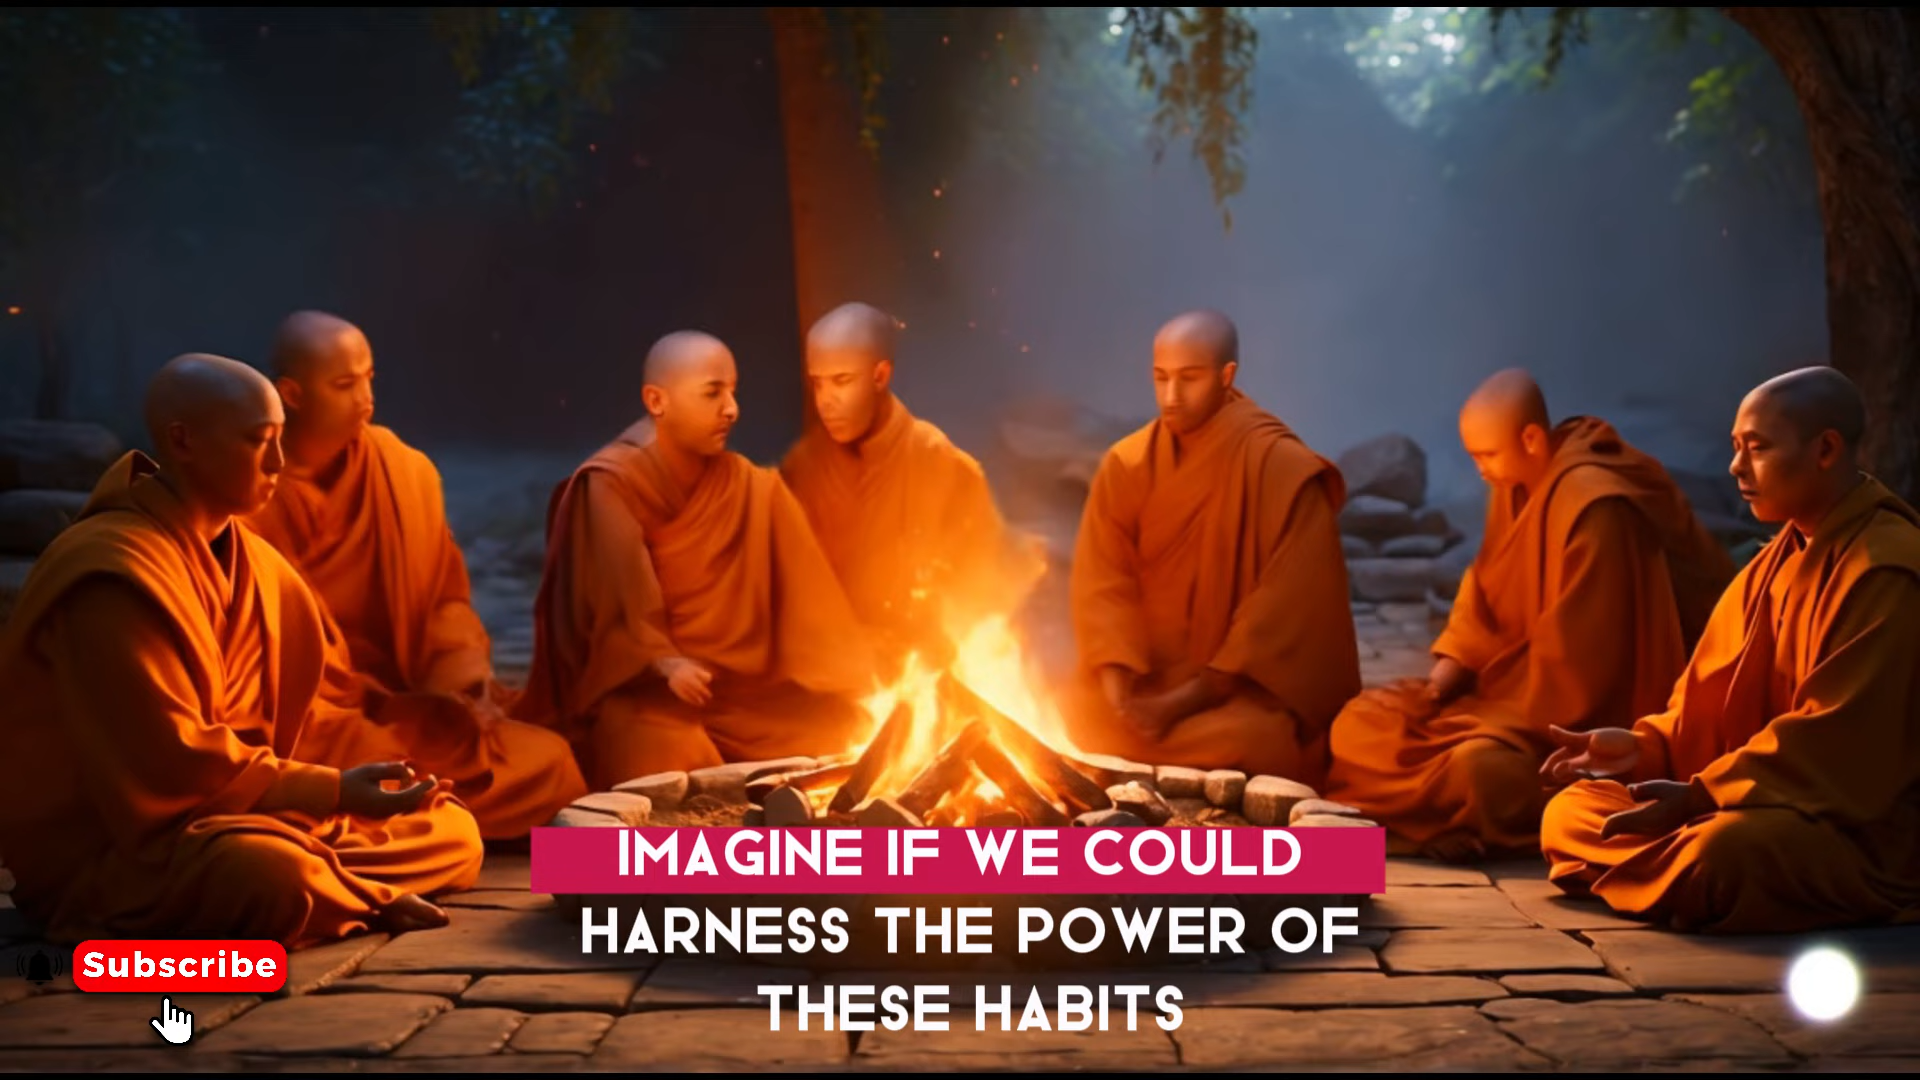 IMAGINE IF WE COULD
HARNESS THE POWER OF
THESE HABITS
Subscribe